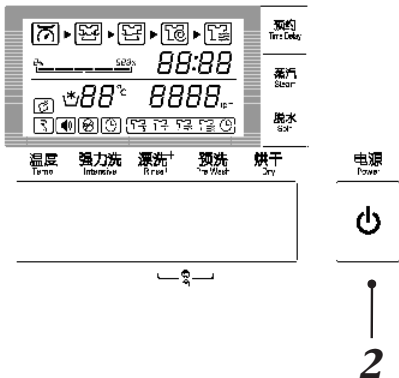 预约
Time Delay
88:88
蒸汽
Steam
88°c 8888
脱水
Spin
温度 强力洗 漂洗+ 预洗 烘干 电源
Temp Intensive Rinse+ Pre Wash Dry Power
2